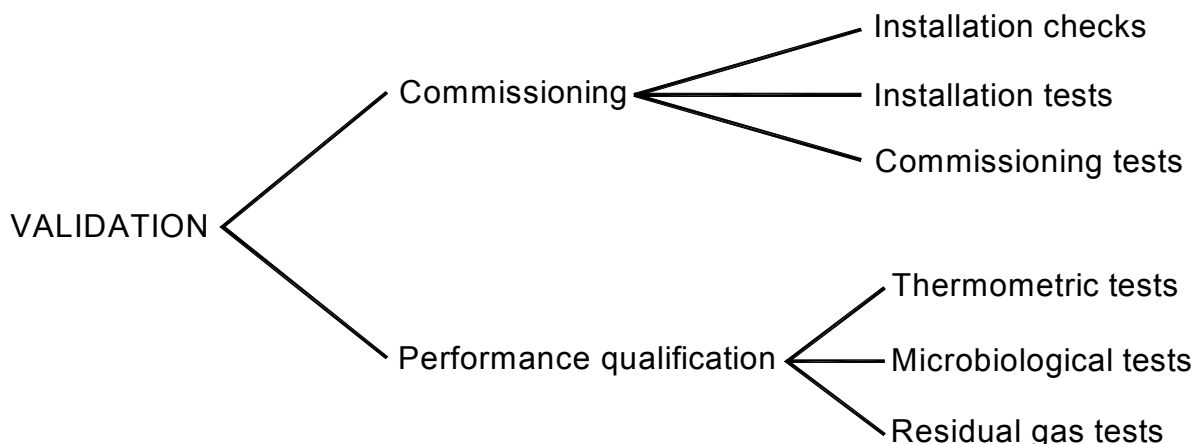 Installation checks
Commissioning
Installation tests
Commissioning tests
VALIDATION
Thermometric tests
Performance qualification
Microbiological tests
Residual gas tests